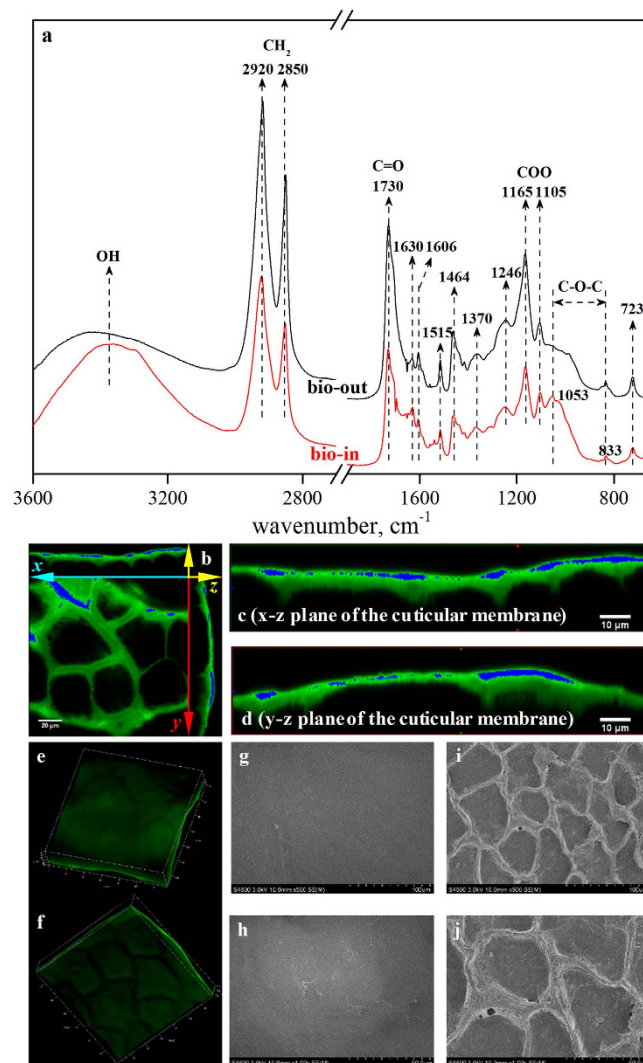 a
CH2
2920 2850
C=O
1730
COO
1165 1105
1630 1606
1464
1246
C-O-C
OH
1370
723
1515
bio-out
1053
bio-in
833
3600 3200 2800 1600 1200 800
wavenumber, cm-1
b
x
z
y
20 µm
c (x-z plane of the cuticular membrane)
10 µm
d (y-z plane of the cuticular membrane)
10 µm
e
g
i
f
h
j